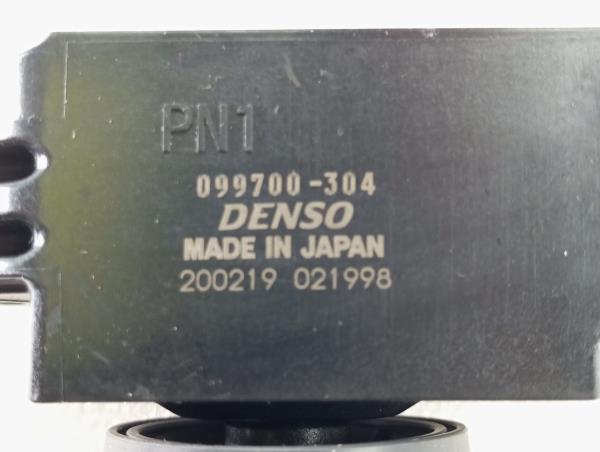 PN1
099700-304
DENSO
MADE IN JAPAN
200219 021998